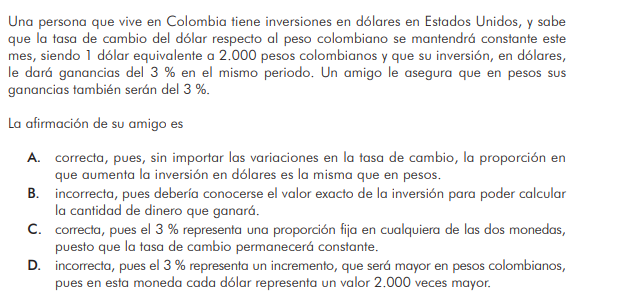 Una persona que vive en Colombia tiene inversiones en dólares en Estados Unidos, y sabe
que la tasa de cambio del dólar respecto al peso colombiano se mantendrá constante este
mes, siendo 1 dólar equivalente a 2.000 pesos colombianos y que su inversión, en dólares,
le dará ganancias del 3 % en el mismo periodo. Un amigo le asegura que en pesos sus
ganancias también serán del 3 %.
La afirmación de su amigo es
A. correcta, pues, sin importar las variaciones en la tasa de cambio, la proporción en
que aumenta la inversión en dólares es la misma que en pesos.
B. incorrecta, pues debería conocerse el valor exacto de la inversión para poder calcular
la cantidad de dinero que ganará.
C. correcta, pues el 3 % representa una proporción fija en cualquiera de las dos monedas,
puesto que la tasa de cambio permanecerá constante.
D. incorrecta, pues el 3 % representa un incremento, que será mayor en pesos colombianos,
pues en esta moneda cada dólar representa un valor 2.000 veces mayor.